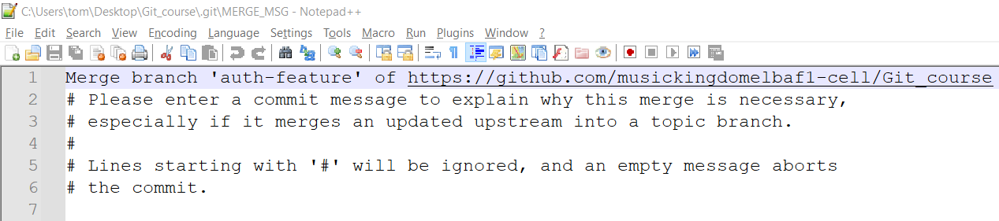 C:\Users\tom\Desktop\Git_course\.git\MERGE_MSG - Notepad++
File Edit Search View Encoding Language Settings Tools Macro Run Plugins Window ?
1 Merge branch 'auth-feature' of https://github.com/musickingdomelbaf1-cell/Git_course
2 # Please enter a commit message to explain why this merge is necessary,
3 # especially if it merges an updated upstream into a topic branch.
4 #
5 # Lines starting with '#' will be ignored, and an empty message aborts
6 # the commit.
7